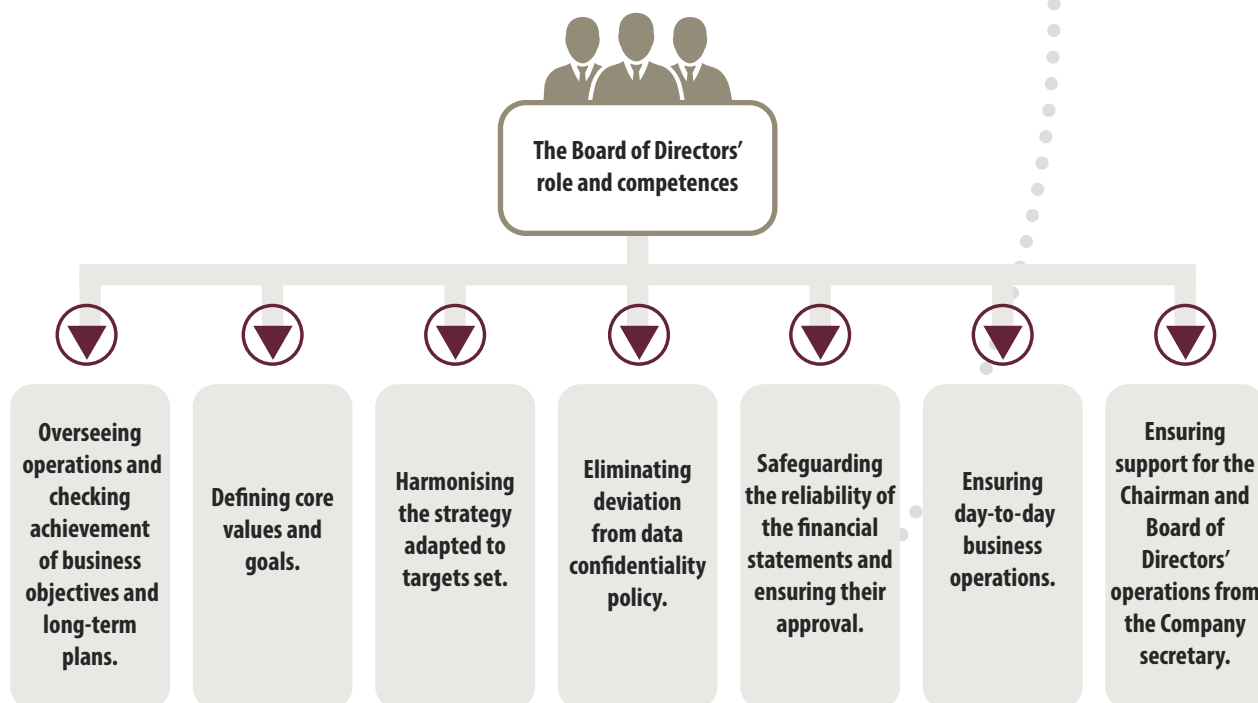 The Board of Directors’
role and competences
Overseeing
operations and
checking
achievement
of business
objectives and
long-term
plans.
Defining core
values and
goals.
Harmonising
the strategy
adapted to
targets set.
Eliminating
deviation
from data
confidentiality
policy.
Safeguarding
the reliability of
the financial
statements and
ensuring their
approval.
Ensuring
day-to-day
business
operations.
Ensuring
support for the
Chairman and
Board of
Directors’
operations from
the Company
secretary.